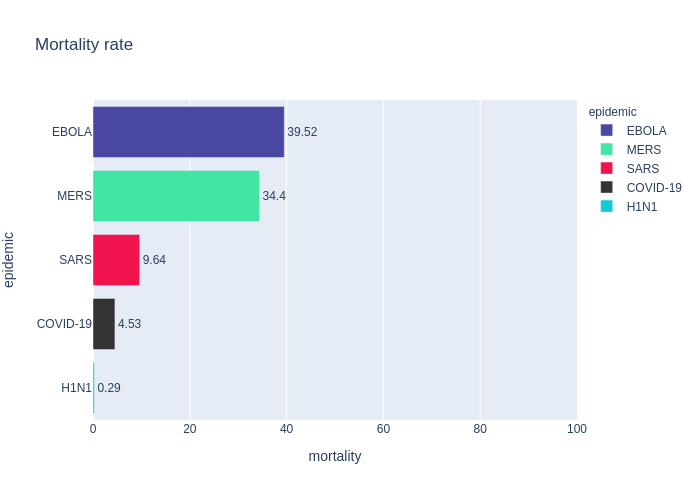 Mortality rate
epidemic
EBOLA
39.52
MERS
34.4
SARS
9.64
COVID-19
4.53
H1N1
0.29
0 20 40 60 80 100
mortality
epidemic
EBOLA
MERS
SARS
COVID-19
H1N1